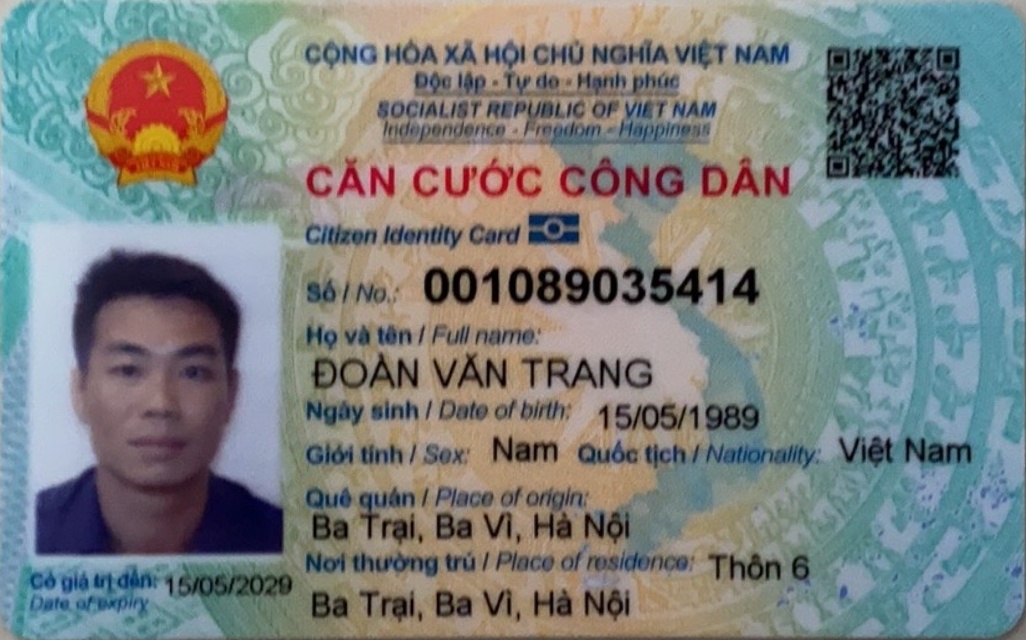 CỘNG HÒA XÃ HỘI CHỦ NGHĨA VIỆT NAM
Độc lập - Tự do - Hạnh phúc
SOCIALIST REPUBLIC OF VIET NAM
Independence - Freedom - Happiness
CĂN CƯỚC CÔNG DÂN
Citizen Identity Card
Số / No.: 001089035414
Họ và tên / Full name:
ĐOÀN VĂN TRANG
Ngày sinh / Date of birth: 15/05/1989
Giới tính / Sex: Nam Quốc tịch / Nationality: Việt Nam
Quê quán / Place of origin:
Ba Trại, Ba Vì, Hà Nội
Nơi thường trú / Place of residence: Thôn 6
Ba Trại, Ba Vì, Hà Nội
Có giá trị đến: 15/05/2029
Date of expiry